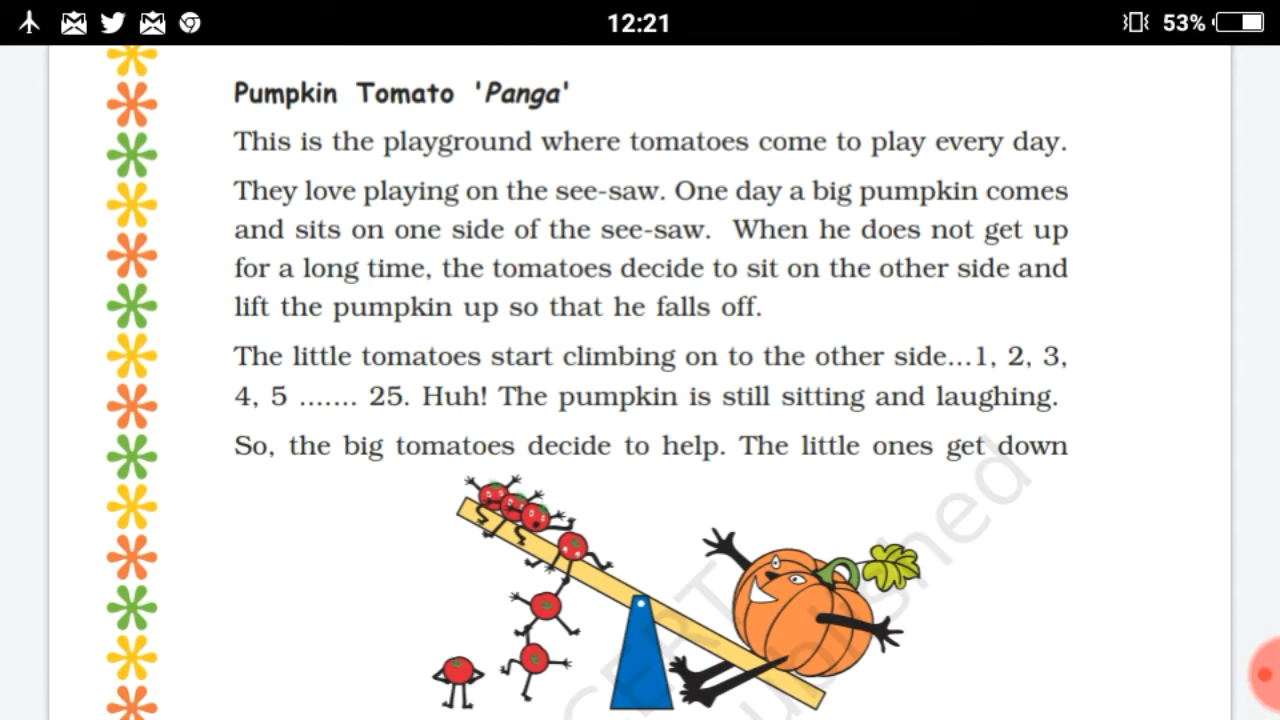 12:21
53%
Pumpkin Tomato 'Panga'
This is the playground where tomatoes come to play every day.
They love playing on the see-saw. One day a big pumpkin comes
and sits on one side of the see-saw. When he does not get up
for a long time, the tomatoes decide to sit on the other side and
lift the pumpkin up so that he falls off.
The little tomatoes start climbing on to the other side...1, 2, 3,
4, 5 ....... 25. Huh! The pumpkin is still sitting and laughing.
So, the big tomatoes decide to help. The little ones get down